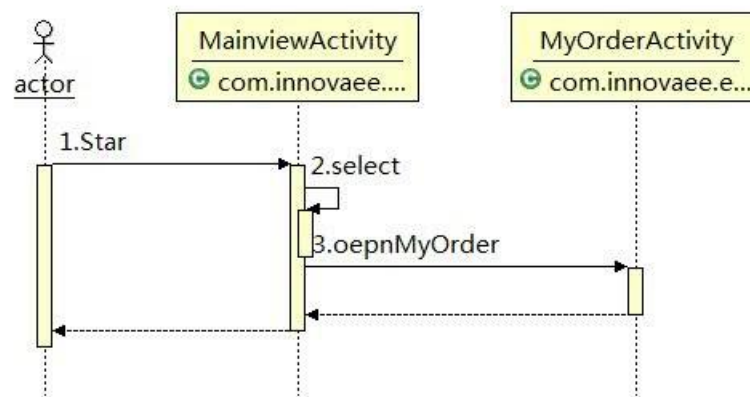 MainviewActivity
com.innovaee....
MyOrderActivity
com.innovaee.e...
actor
1.Star
2.select
3.oepnMyOrder